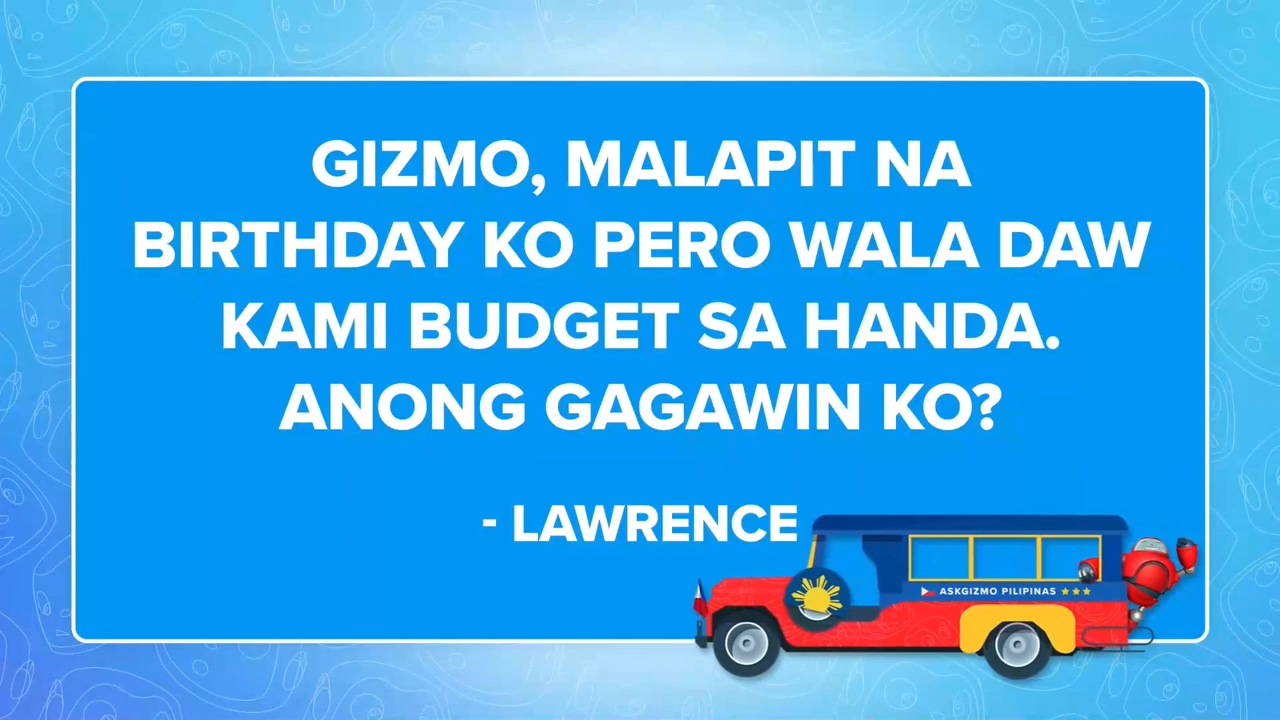 GIZMO, MALAPIT NA
BIRTHDAY KO PERO WALA DAW
KAMI BUDGET SA HANDA.
ANONG GAGAWIN KO?
- LAWRENCE
ASKGIZMO PILIPINAS